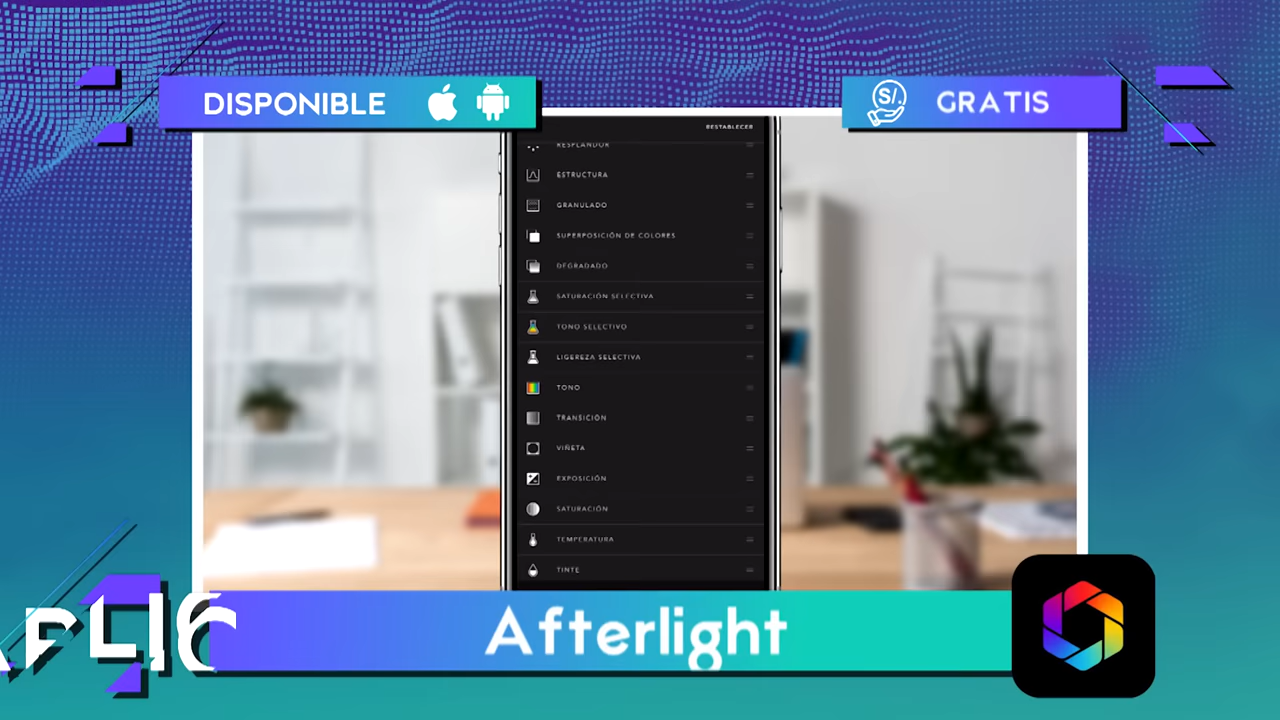 DISPONIBLE
S/.
GRATIS
RESTABLECER
RESPLANDOR
ESTRUCTURA
GRANULADO
SUPERPOSICIÓN DE COLORES
DEGRADADO
SATURACIÓN SELECTIVA
TONO SELECTIVO
LIGEREZA SELECTIVA
TONO
TRANSICIÓN
VIÑETA
EXPOSICIÓN
SATURACIÓN
TEMPERATURA
TINTE
Afterlight